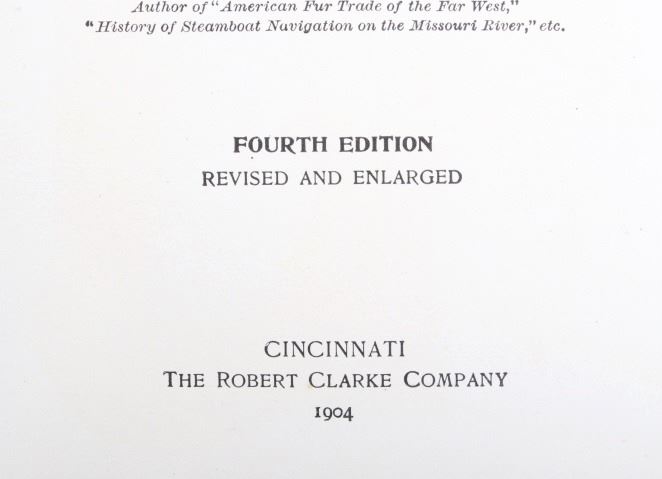 Author of "American Fur Trade of the Far West,"
"History of Steamboat Navigation on the Missouri River," etc.
FOURTH EDITION
REVISED AND ENLARGED
CINCINNATI
THE ROBERT CLARKE COMPANY
1904